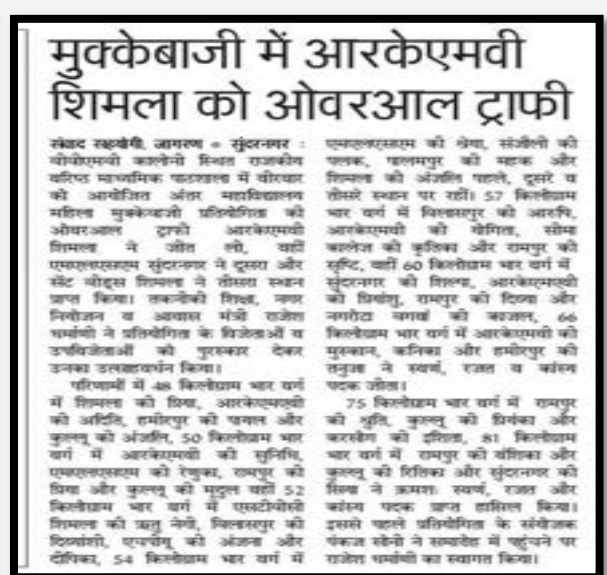 मुक्केबाजी में आरकेएमवी
शिमला को ओवरआल ट्राफी
संवाद सहयोगी, जागरण ० सुंदरनगर :
बीबीएमबी कालोनी स्थित राजकीय
वरिष्ठ माध्यमिक पाठशाला में वीरवार
को आयोजित अंतर महाविद्यालय
महिला मुक्केबाजी प्रतियोगिता की
ओवरआल ट्राफी आरकेएमवी
शिमला ने जीत ली, वहीं
एमएलएसएम सुंदरनगर ने दूसरा और
सेंट बीड्स शिमला ने तीसरा स्थान
प्राप्त किया। तकनीकी शिक्षा, नगर
नियोजन व आवास मंत्री राजेश
धर्माणी ने प्रतियोगिता के विजेताओं व
उपविजेताओं को पुरस्कार देकर
उनका उत्साहवर्धन किया।
परिणामों में 48 किलोग्राम भार वर्ग
में शिमला की प्रिया, आरकेएमवी
की अदिति, हमीरपुर की पायल और
कुल्लू की अंजलि, 50 किलोग्राम भार
वर्ग में आरकेएमवी की सुनिधि,
एमएलएसएम की रेणुका, रामपुर की
प्रिया और कुल्लू की मृदुल वहीं 52
किलोग्राम भार वर्ग में एसटीबीसी
शिमला की ऋतु नेगी, बिलासपुर की
दिव्यांशी, एचपीयू की अंजना और
दीपिका, 54 किलोग्राम भार वर्ग में
एमएलएसएम की श्रेया, संजौली की
पलक, पालमपुर की महक और
शिमला की अंजलि पहले, दूसरे व
तीसरे स्थान पर रहीं। 57 किलोग्राम
भार वर्ग में बिलासपुर की आरुषि,
आरकेएमवी की योगिता, सीमा
कालेज की कृतिका और रामपुर की
सृष्टि, वहीं 60 किलोग्राम भार वर्ग में
सुंदरनगर की शिल्पा, आरकेएमवी
की प्रियांशु, रामपुर की दिव्या और
नगरोटा बगवां की काजल, 66
किलोग्राम भार वर्ग में आरकेएमवी की
मुस्कान, कनिका और हमीरपुर की
तनुजा ने स्वर्ण, रजत व कांस्य
पदक जीता।
75 किलोग्राम भार वर्ग में रामपुर
की श्रुति, कुल्लू की प्रियंका और
करसोग की इशिता, 81 किलोग्राम
भार वर्ग में रामपुर की वंशिका और
कुल्लू की रितिका और सुंदरनगर की
सिया ने क्रमशः स्वर्ण, रजत और
कांस्य पदक प्राप्त हासिल किया।
इससे पहले प्रतियोगिता के संयोजक
पंकज सोनी ने समारोह में पहुंचने पर
राजेश धर्माणी का स्वागत किया।